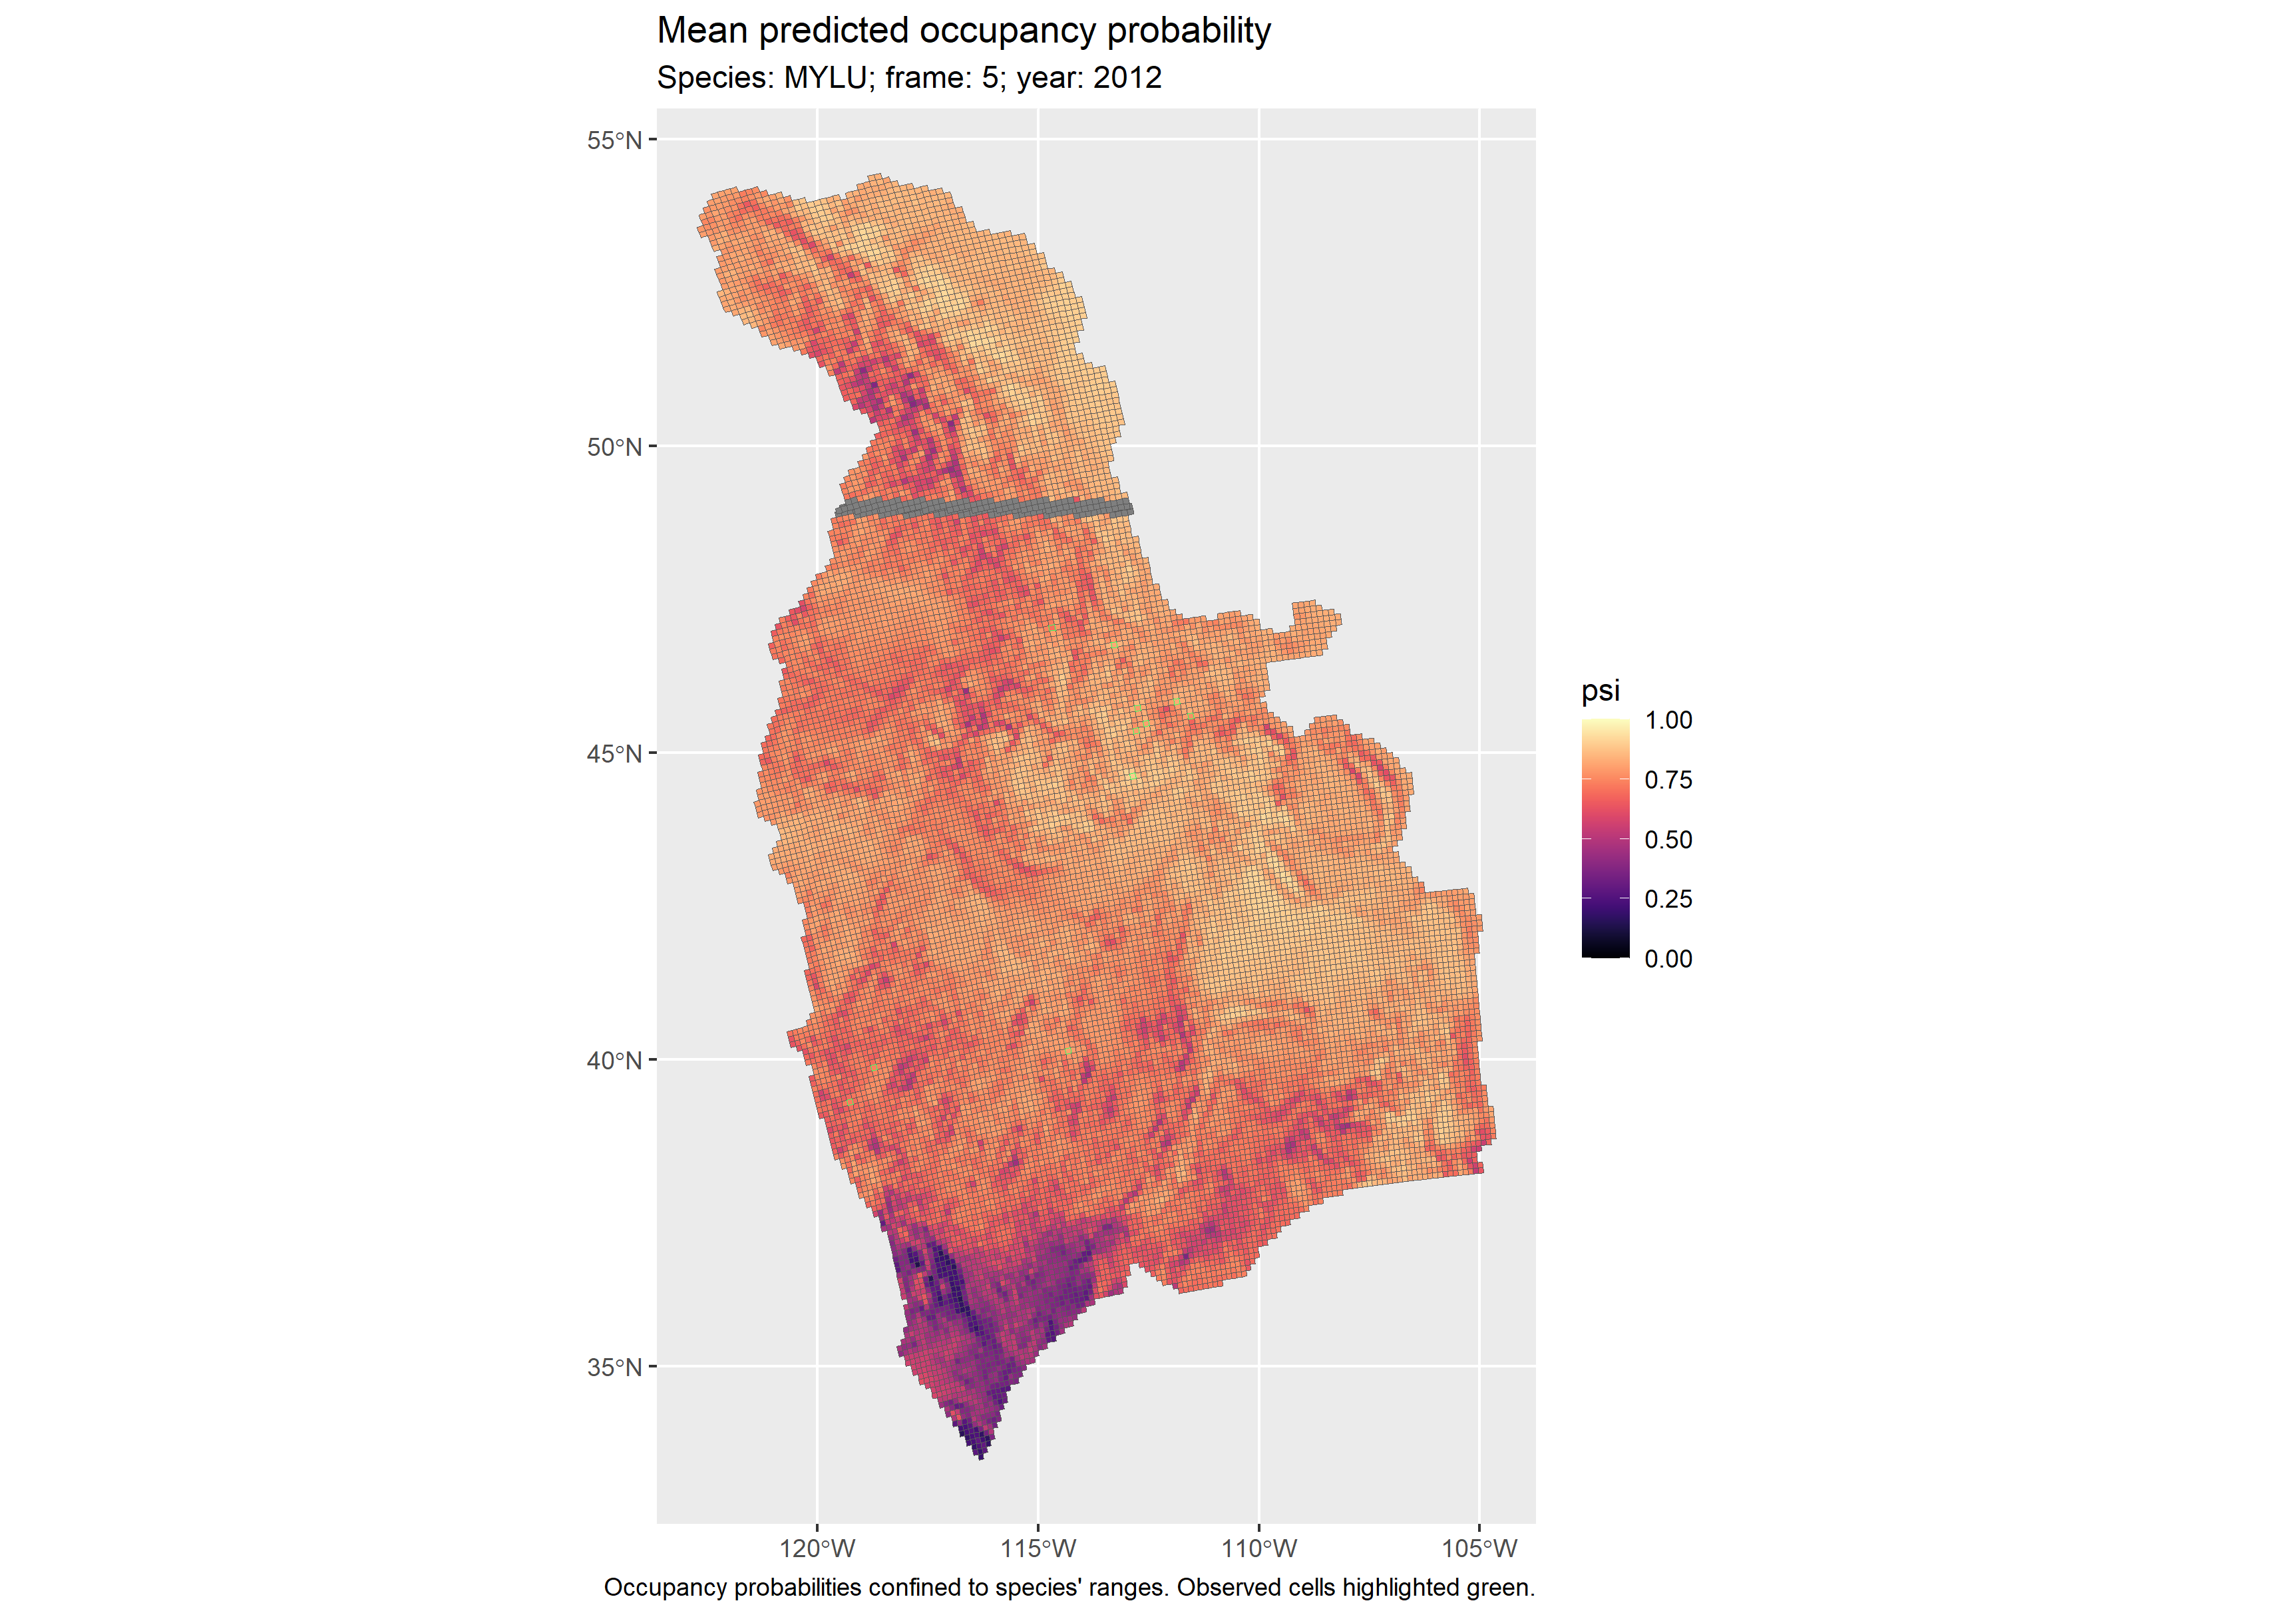 Mean predicted occupancy probability
Species: MYLU; frame: 5; year: 2012
55°N
50°N
45°N
40°N
35°N
120°W
115°W
110°W
105°W
psi
1.00
0.75
0.50
0.25
0.00
Occupancy probabilities confined to species' ranges. Observed cells highlighted green.